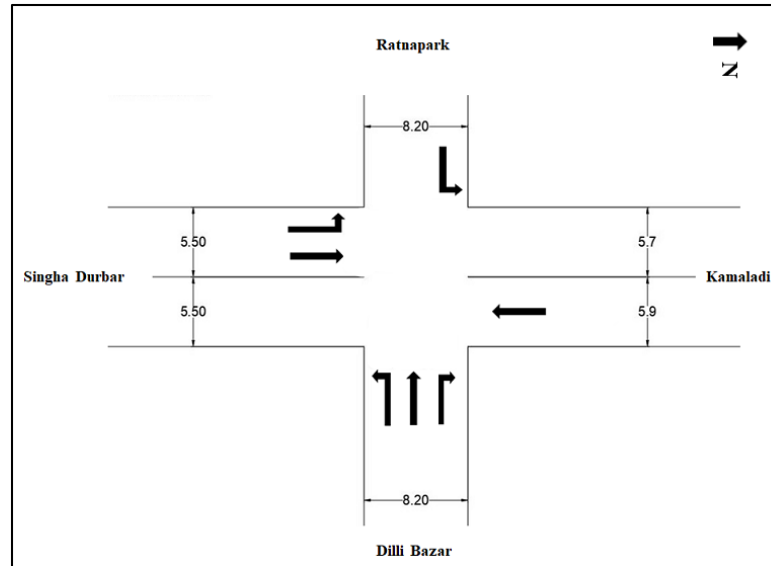 Ratnapark
N
8.20
5.50
5.7
Singha Durbar
Kamaladi
5.50
5.9
8.20
Dilli Bazar